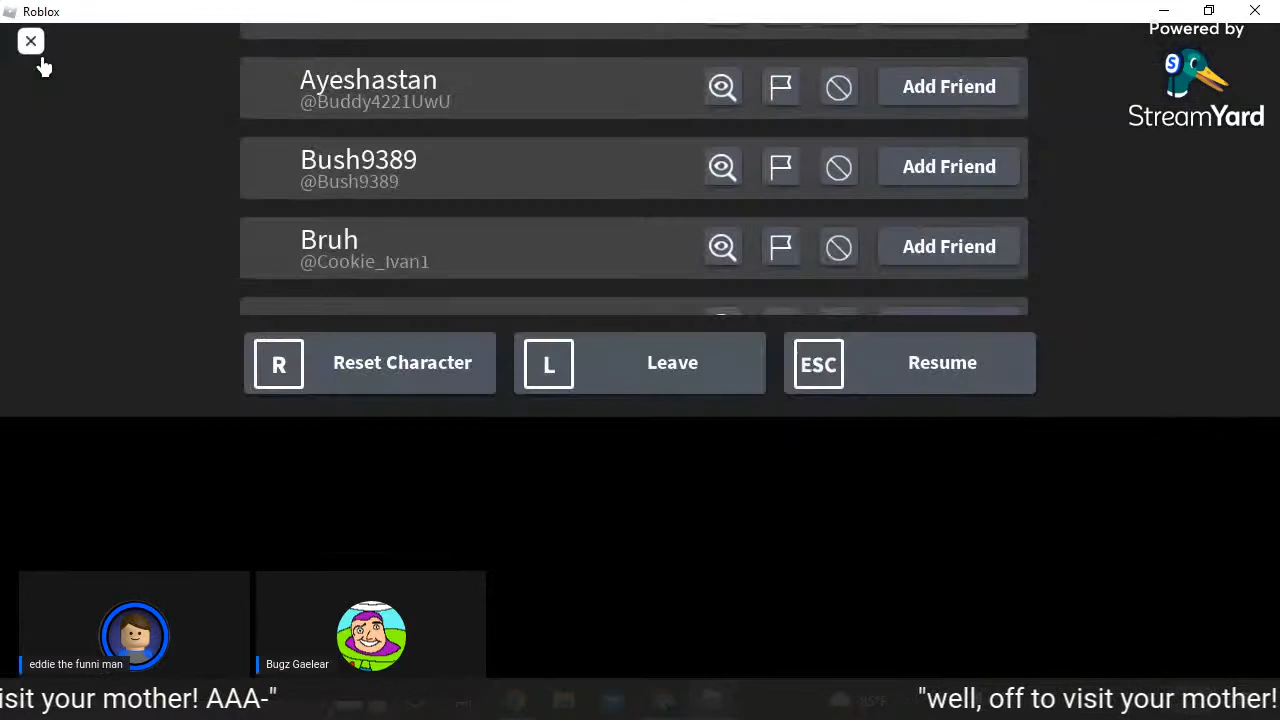 Roblox
Powered by
StreamYard
Ayeshastan
@Buddy4221UwU
Add Friend
Bush9389
@Bush9389
Add Friend
Bruh
@Cookie_Ivan1
Add Friend
R Reset Character
L Leave
ESC Resume
eddie the funni man
Bugz Gaelear
isit your mother! AAA-"
85°F
"well, off to visit your mother!